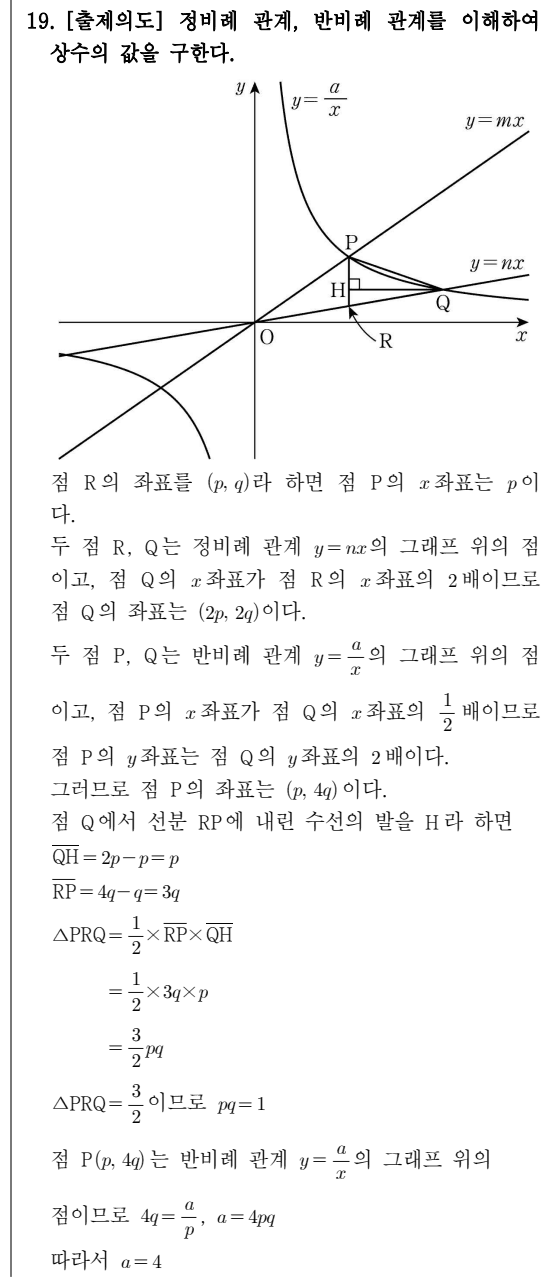 19. [출제의도] 정비례 관계, 반비례 관계를 이해하여
상수의 값을 구한다.
y
y=a/x
y=mx
P
y=nx
H
Q
O
R
x
점 R의 좌표를 (p, q)라 하면 점 P의 x좌표는 p이
다.
두 점 R, Q는 정비례 관계 y=nx의 그래프 위의 점
이고, 점 Q의 x좌표가 점 R의 x좌표의 2배이므로
점 Q의 좌표는 (2p, 2q)이다.
두 점 P, Q는 반비례 관계 y=a/x의 그래프 위의 점
이고, 점 P의 x좌표가 점 Q의 x좌표의 1/2배이므로
점 P의 y좌표는 점 Q의 y좌표의 2배이다.
그러므로 점 P의 좌표는 (p, 4q)이다.
점 Q에서 선분 RP에 내린 수선의 발을 H라 하면
Q̅H̅=2p-p=p
R̅P̅=4q-q=3q
△PRQ=1/2×R̅P̅×Q̅H̅
=1/2×3q×p
=3/2pq
△PRQ=3/2이므로 pq=1
점 P(p, 4q)는 반비례 관계 y=a/x의 그래프 위의
점이므로 4q=a/p, a=4pq
따라서 a=4